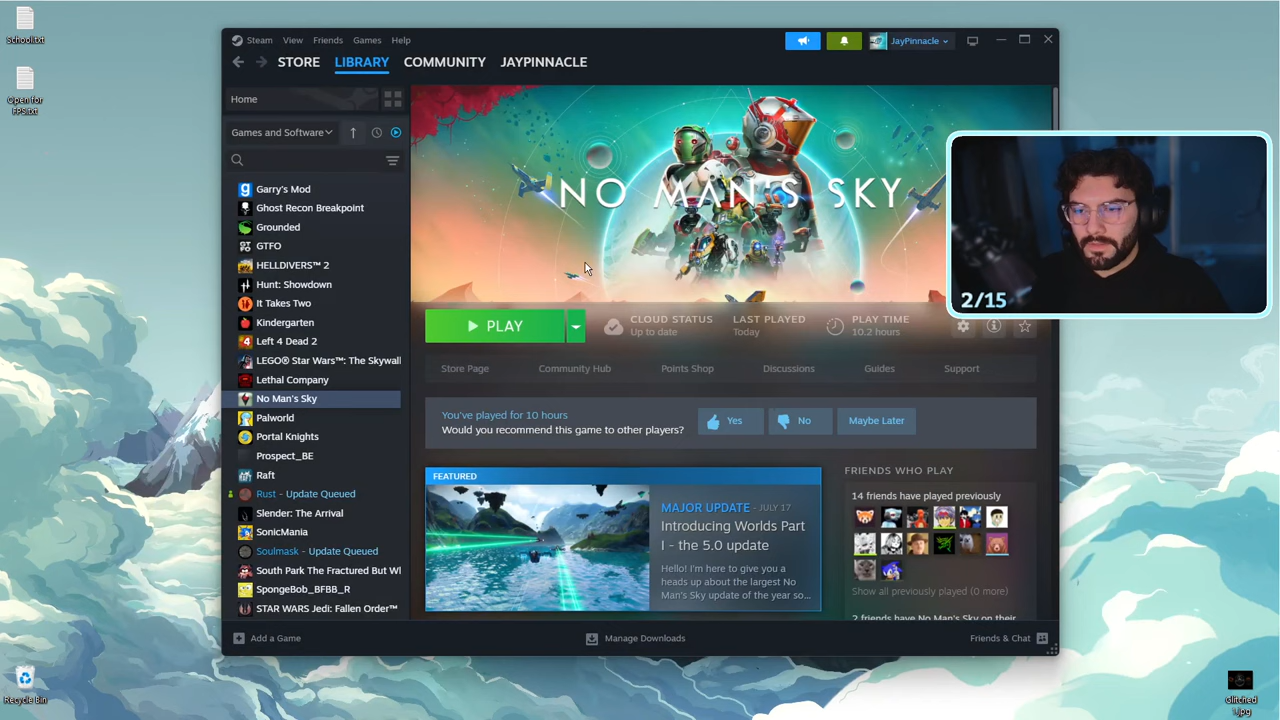 School.txt
Open for
FPS.txt
Steam View Friends Games Help
JayPinnacle
STORE LIBRARY COMMUNITY JAYPINNACLE
Home
Games and Software
Garry's Mod
Ghost Recon Breakpoint
Grounded
GTFO
HELLDIVERS™ 2
Hunt: Showdown
It Takes Two
Kindergarten
Left 4 Dead 2
LEGO® Star Wars™: The Skywall
Lethal Company
No Man's Sky
Palworld
Portal Knights
Prospect_BE
Raft
Rust - Update Queued
Slender: The Arrival
SonicMania
Soulmask - Update Queued
South Park The Fractured But Wl
SpongeBob_BFBB_R
STAR WARS Jedi: Fallen Order™
NO MAN'S SKY
2/15
PLAY
CLOUD STATUS
Up to date
LAST PLAYED
Today
PLAY TIME
10.2 hours
Store Page Community Hub Points Shop Discussions Guides Support
You've played for 10 hours
Would you recommend this game to other players?
Yes No Maybe Later
FEATURED
MAJOR UPDATE - JULY 17
Introducing Worlds Part
I - the 5.0 update
Hello! I'm here to give you a
heads up about the largest No
Man's Sky update of the year so...
FRIENDS WHO PLAY
14 friends have played previously
Show all previously played (0 more)
2 friends have No Man's Sky on their
Add a Game
Manage Downloads
Friends & Chat
Recycle Bin
Glitched
!.jpg